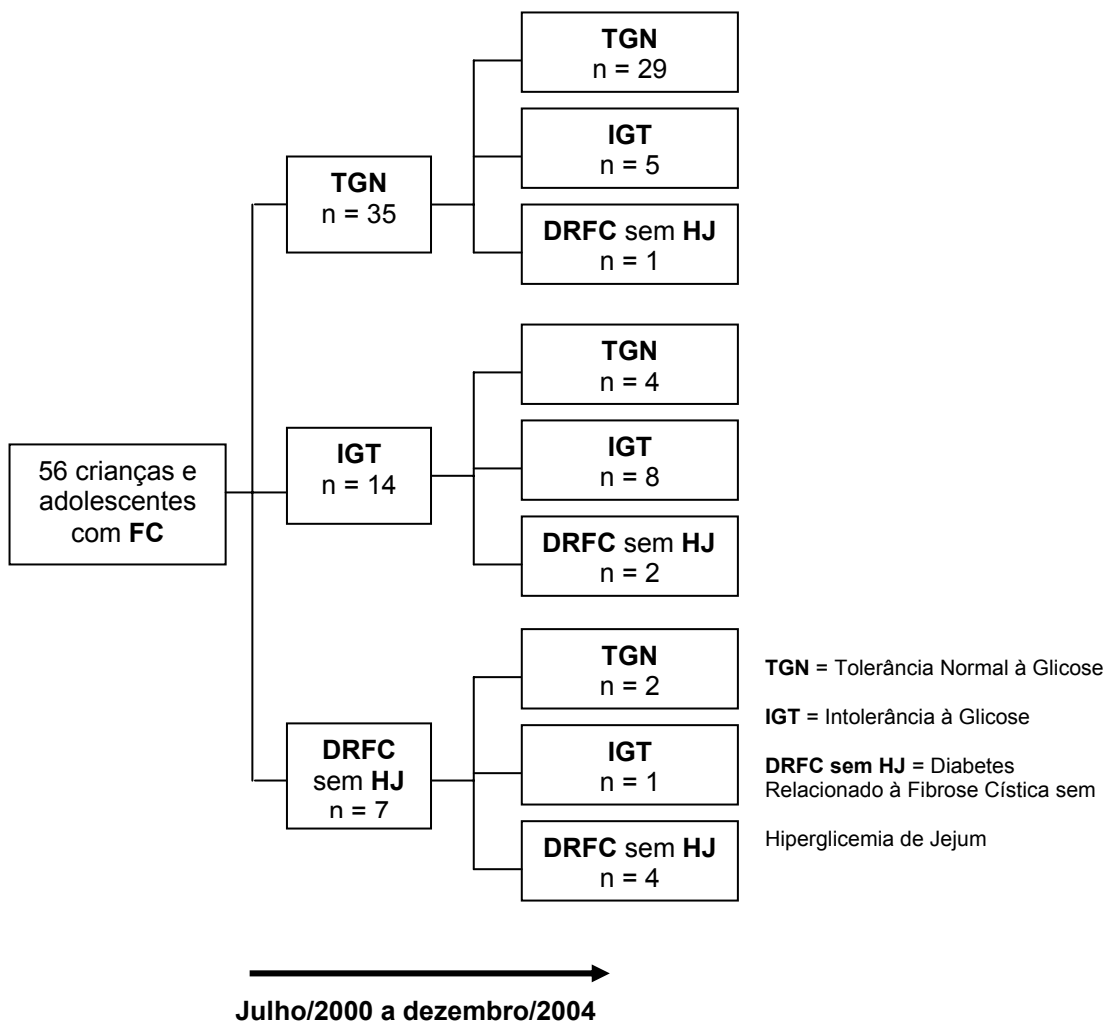 TGN
n = 29
IGT
n = 5
DRFC sem HJ
n = 1
TGN
n = 35
TGN
n = 4
IGT
n = 8
DRFC sem HJ
n = 2
IGT
n = 14
56 crianças e
adolescentes
com FC
TGN
n = 2
IGT
n = 1
DRFC sem HJ
n = 4
DRFC
sem HJ
n = 7
TGN = Tolerância Normal à Glicose
IGT = Intolerância à Glicose
DRFC sem HJ = Diabetes
Relacionado à Fibrose Cística sem
Hiperglicemia de Jejum
Julho/2000 a dezembro/2004